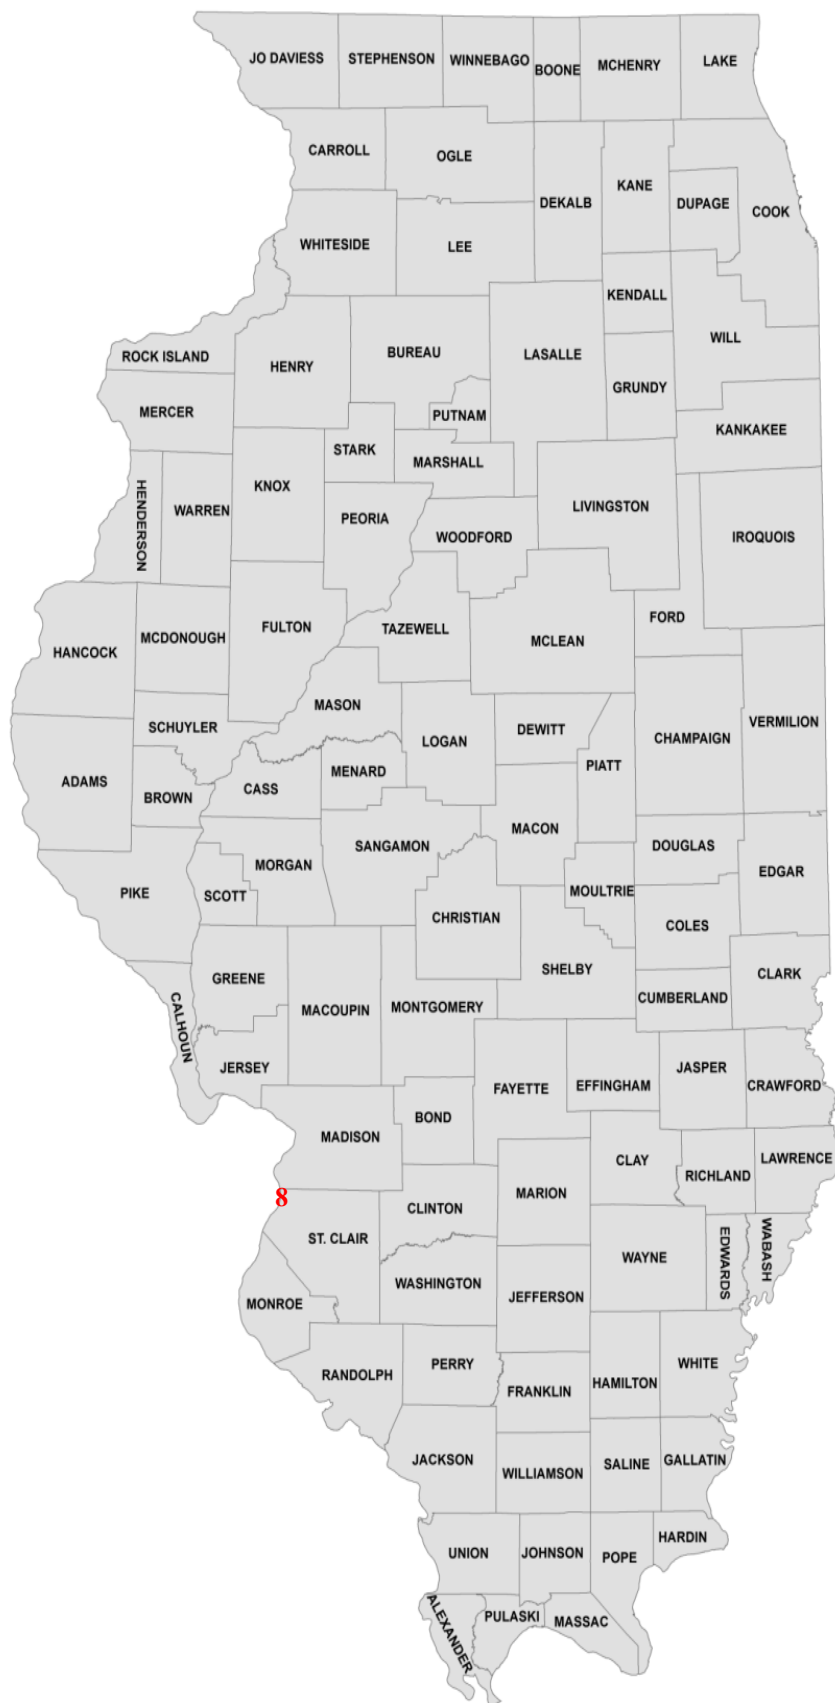 JO DAVIESS
STEPHENSON
WINNEBAGO
BOONE
MCHENRY
LAKE
CARROLL
OGLE
DEKALB
KANE
DUPAGE
COOK
WHITESIDE
LEE
KENDALL
WILL
ROCK ISLAND
HENRY
BUREAU
LASALLE
GRUNDY
MERCER
PUTNAM
KANKAKEE
STARK
MARSHALL
HENDERSON
WARREN
KNOX
PEORIA
WOODFORD
LIVINGSTON
IROQUOIS
HANCOCK
MCDONOUGH
FULTON
TAZEWELL
MCLEAN
FORD
MASON
SCHUYLER
LOGAN
DEWITT
PIATT
CHAMPAIGN
VERMILION
ADAMS
BROWN
CASS
MENARD
MACON
SANGAMON
DOUGLAS
EDGAR
PIKE
SCOTT
MORGAN
CHRISTIAN
MOULTRIE
COLES
GREENE
MACOUPIN
MONTGOMERY
SHELBY
CUMBERLAND
CLARK
CALHOUN
JERSEY
FAYETTE
EFFINGHAM
JASPER
CRAWFORD
MADISON
BOND
CLAY
RICHLAND
LAWRENCE
8
ST. CLAIR
CLINTON
MARION
WAYNE
EDWARDS
WABASH
MONROE
WASHINGTON
JEFFERSON
RANDOLPH
PERRY
FRANKLIN
HAMILTON
WHITE
JACKSON
WILLIAMSON
SALINE
GALLATIN
UNION
JOHNSON
POPE
HARDIN
ALEXANDER
PULASKI
MASSAC